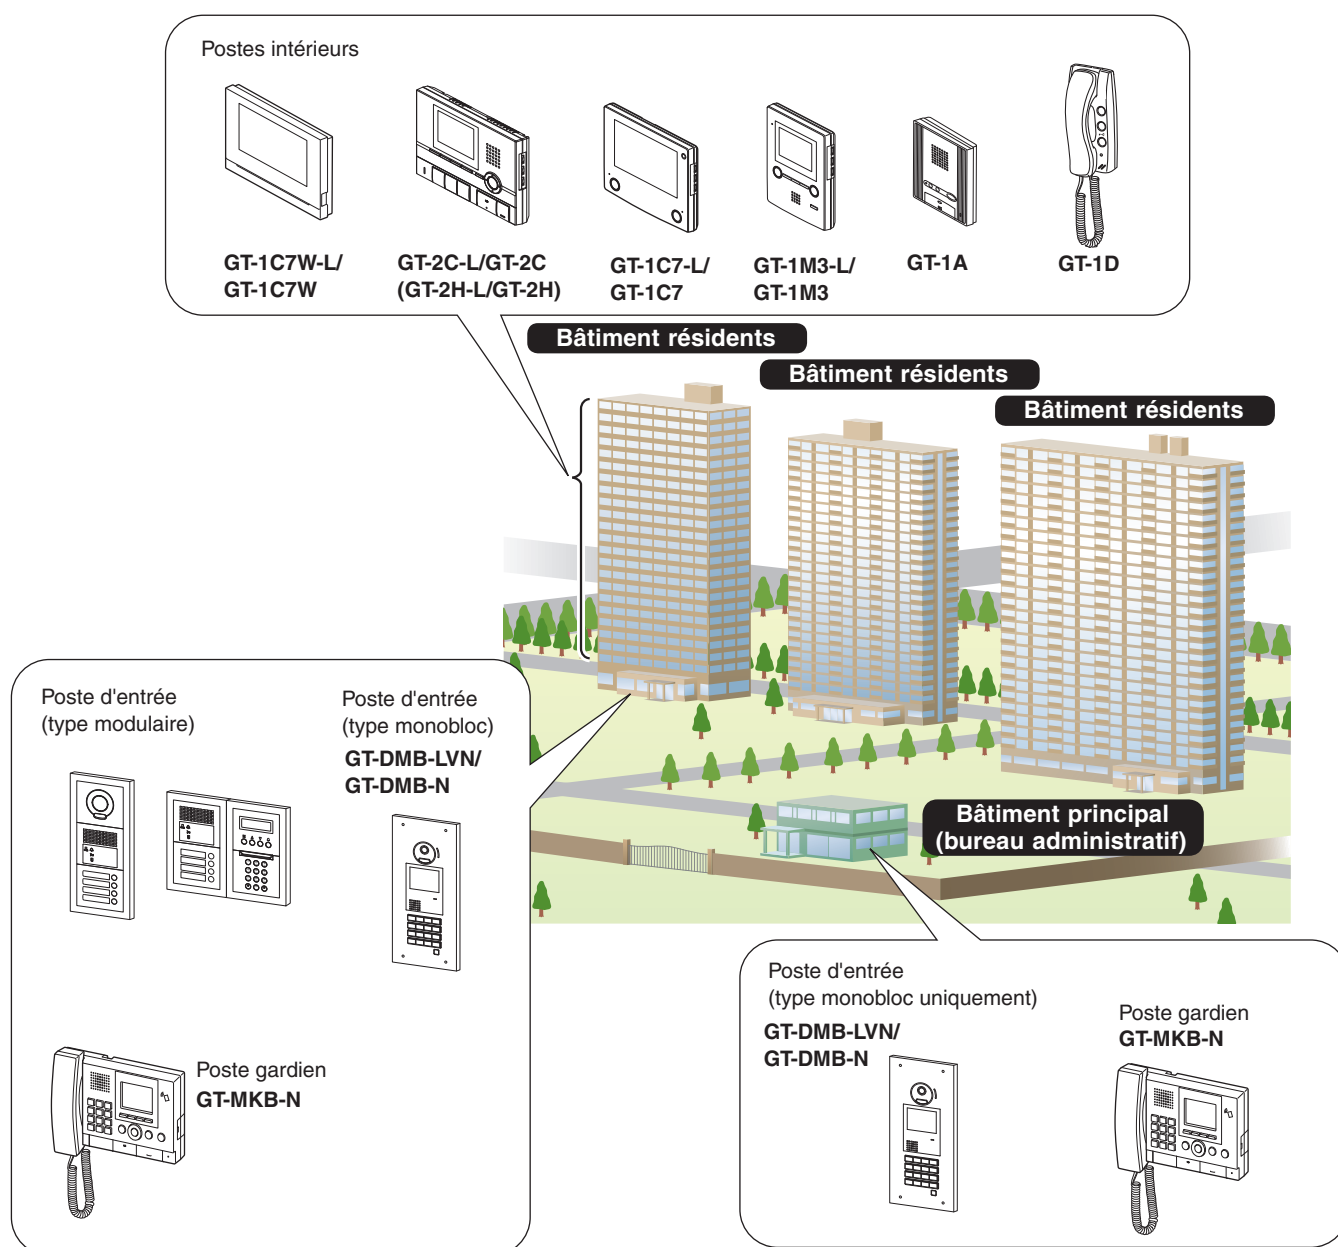 Postes intérieurs
GT-1C7W-L/
GT-1C7W
GT-2C-L/GT-2C
(GT-2H-L/GT-2H)
GT-1C7-L/
GT-1C7
GT-1M3-L/
GT-1M3
GT-1A
GT-1D
Bâtiment résidents
Bâtiment résidents
Bâtiment résidents
Poste d'entrée
(type modulaire)
Poste d'entrée
(type monobloc)
GT-DMB-LVN/
GT-DMB-N
Poste gardien
GT-MKB-N
Bâtiment principal
(bureau administratif)
Poste d'entrée
(type monobloc uniquement)
GT-DMB-LVN/
GT-DMB-N
Poste gardien
GT-MKB-N